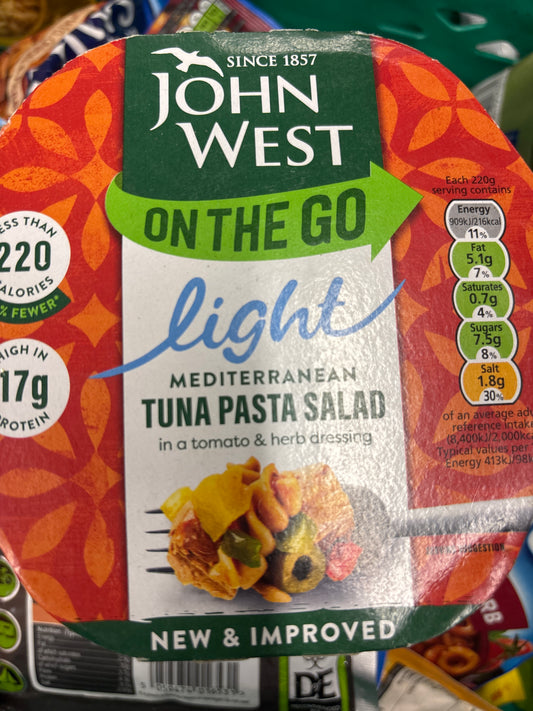 SINCE 1857
JOHN
WEST
ON THE GO
light
MEDITERRANEAN
TUNA PASTA SALAD
in a tomato & herb dressing
NEW & IMPROVED
ESS THAN
220
ALORIES
% FEWER*
HIGH IN
17g
ROTEIN
Each 220g
serving contains
Energy
909kJ/216kcal
11%
Fat
5.1g
7%
Saturates
0.7g
4%
Sugars
7.5g
8%
Salt
1.8g
30%
of an average adu
reference intake
(8,400kJ/2,000kca
Typical values per
Energy 413kJ/98k